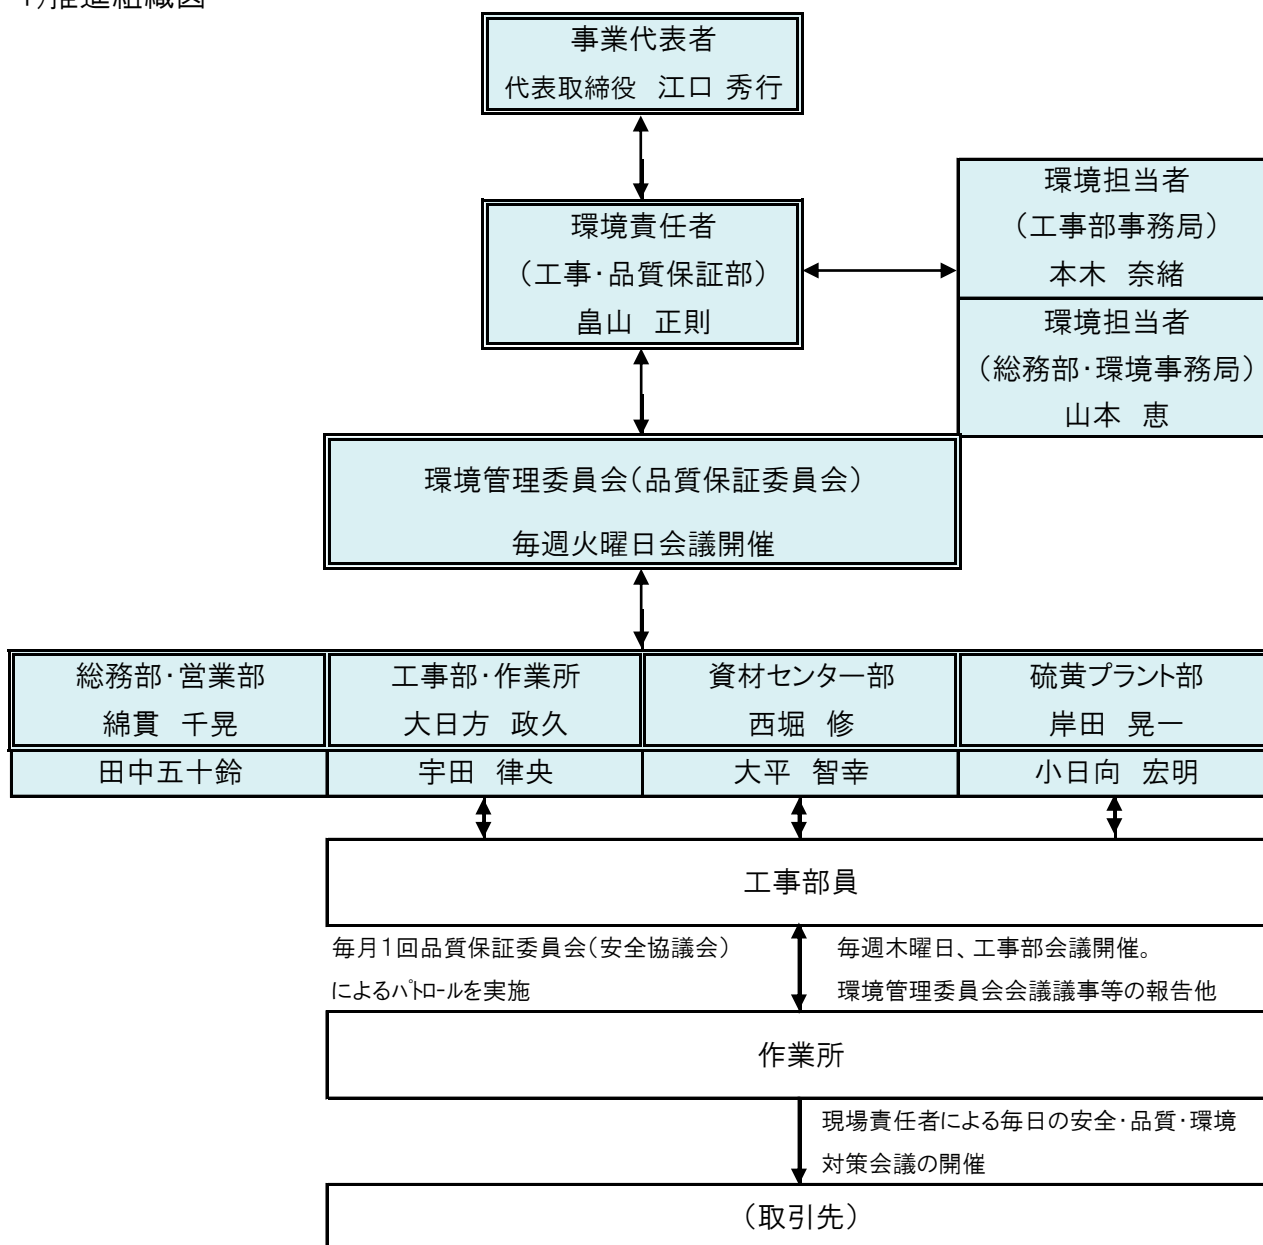 1)推進組織図
事業代表者
代表取締役 江口 秀行
環境責任者
(工事・品質保証部)
畠山 正則
環境担当者
(工事部事務局)
本木 奈緒
環境担当者
(総務部・環境事務局)
山本 恵
環境管理委員会(品質保証委員会)
毎週火曜日会議開催
総務部・営業部
綿貫 千晃
工事部・作業所
大日方 政久
資材センター部
西堀 修
硫黄プラント部
岸田 晃一
田中五十鈴
宇田 律央
大平 智幸
小日向 宏明
工事部員
毎月1回品質保証委員会(安全協議会)
によるパトロールを実施
毎週木曜日、工事部会議開催。
環境管理委員会会議議事等の報告他
作業所
現場責任者による毎日の安全・品質・環境
対策会議の開催
(取引先)